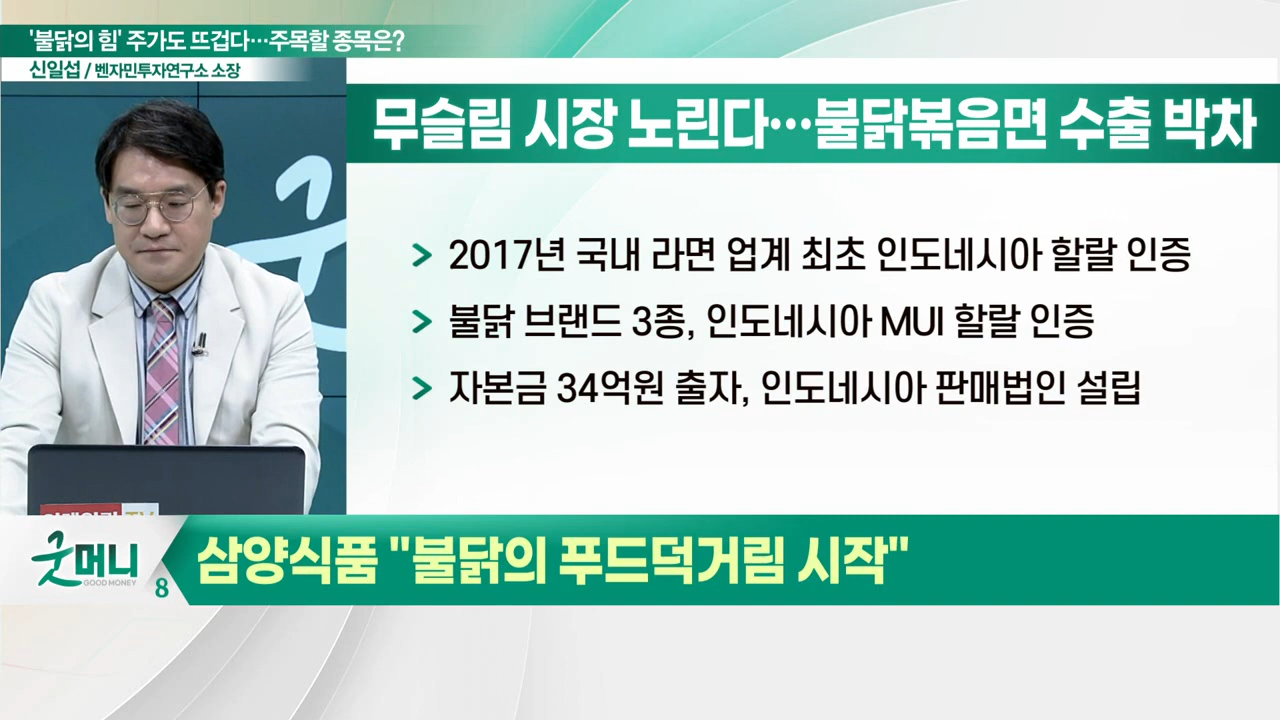 '불닭의 힘' 주가도 뜨겁다…주목할 종목은?
신일섭 / 벤자민투자연구소 소장
무슬림 시장 노린다…불닭볶음면 수출 박차
> 2017년 국내 라면 업계 최초 인도네시아 할랄 인증
> 불닭 브랜드 3종, 인도네시아 MUI 할랄 인증
> 자본금 34억원 출자, 인도네시아 판매법인 설립
굿머니
GOOD MONEY
8
삼양식품 "불닭의 푸드덕거림 시작"